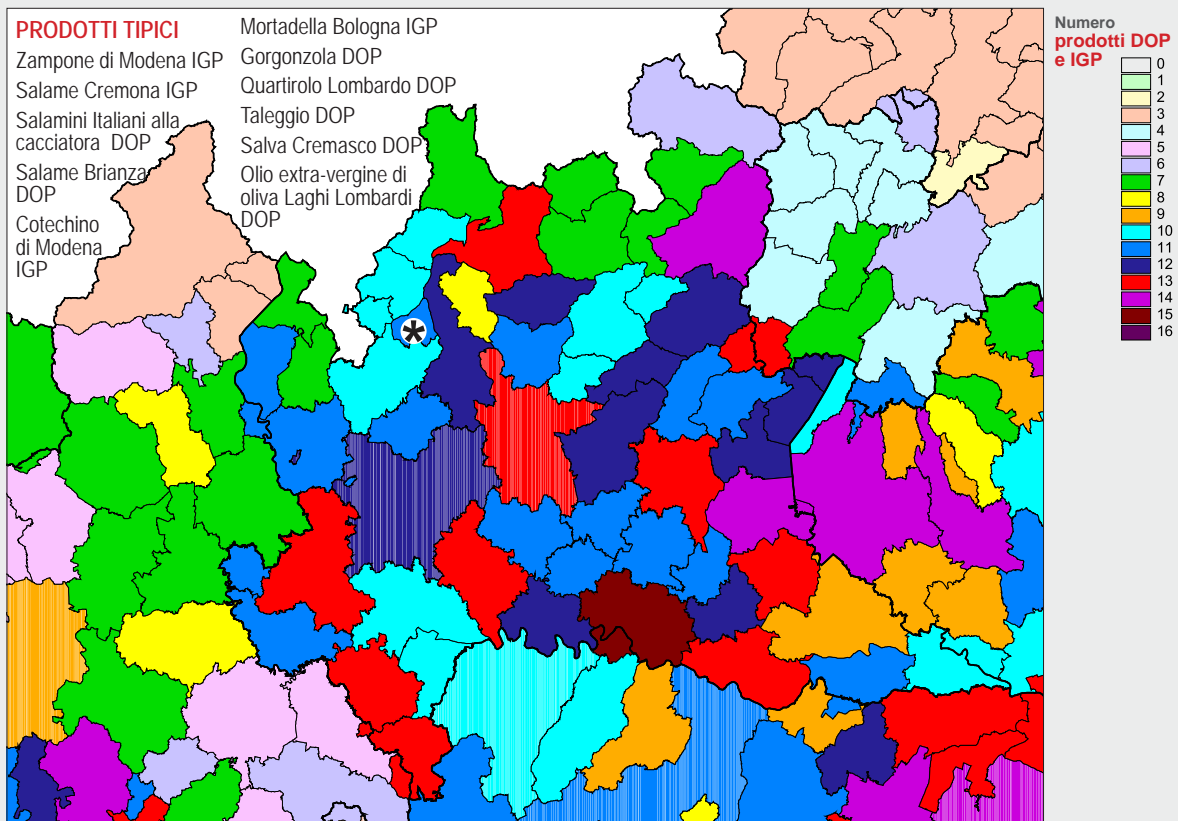 PRODOTTI TIPICI
Zampone di Modena IGP
Salame Cremona IGP
Salamini Italiani alla
cacciatora DOP
Salame Brianza
DOP
Cotechino
di Modena
IGP
Mortadella Bologna IGP
Gorgonzola DOP
Quartirolo Lombardo DOP
Taleggio DOP
Salva Cremasco DOP
Olio extra-vergine di
oliva Laghi Lombardi
DOP
*
Numero
prodotti DOP
e IGP
0
1
2
3
4
5
6
7
8
9
10
11
12
13
14
15
16